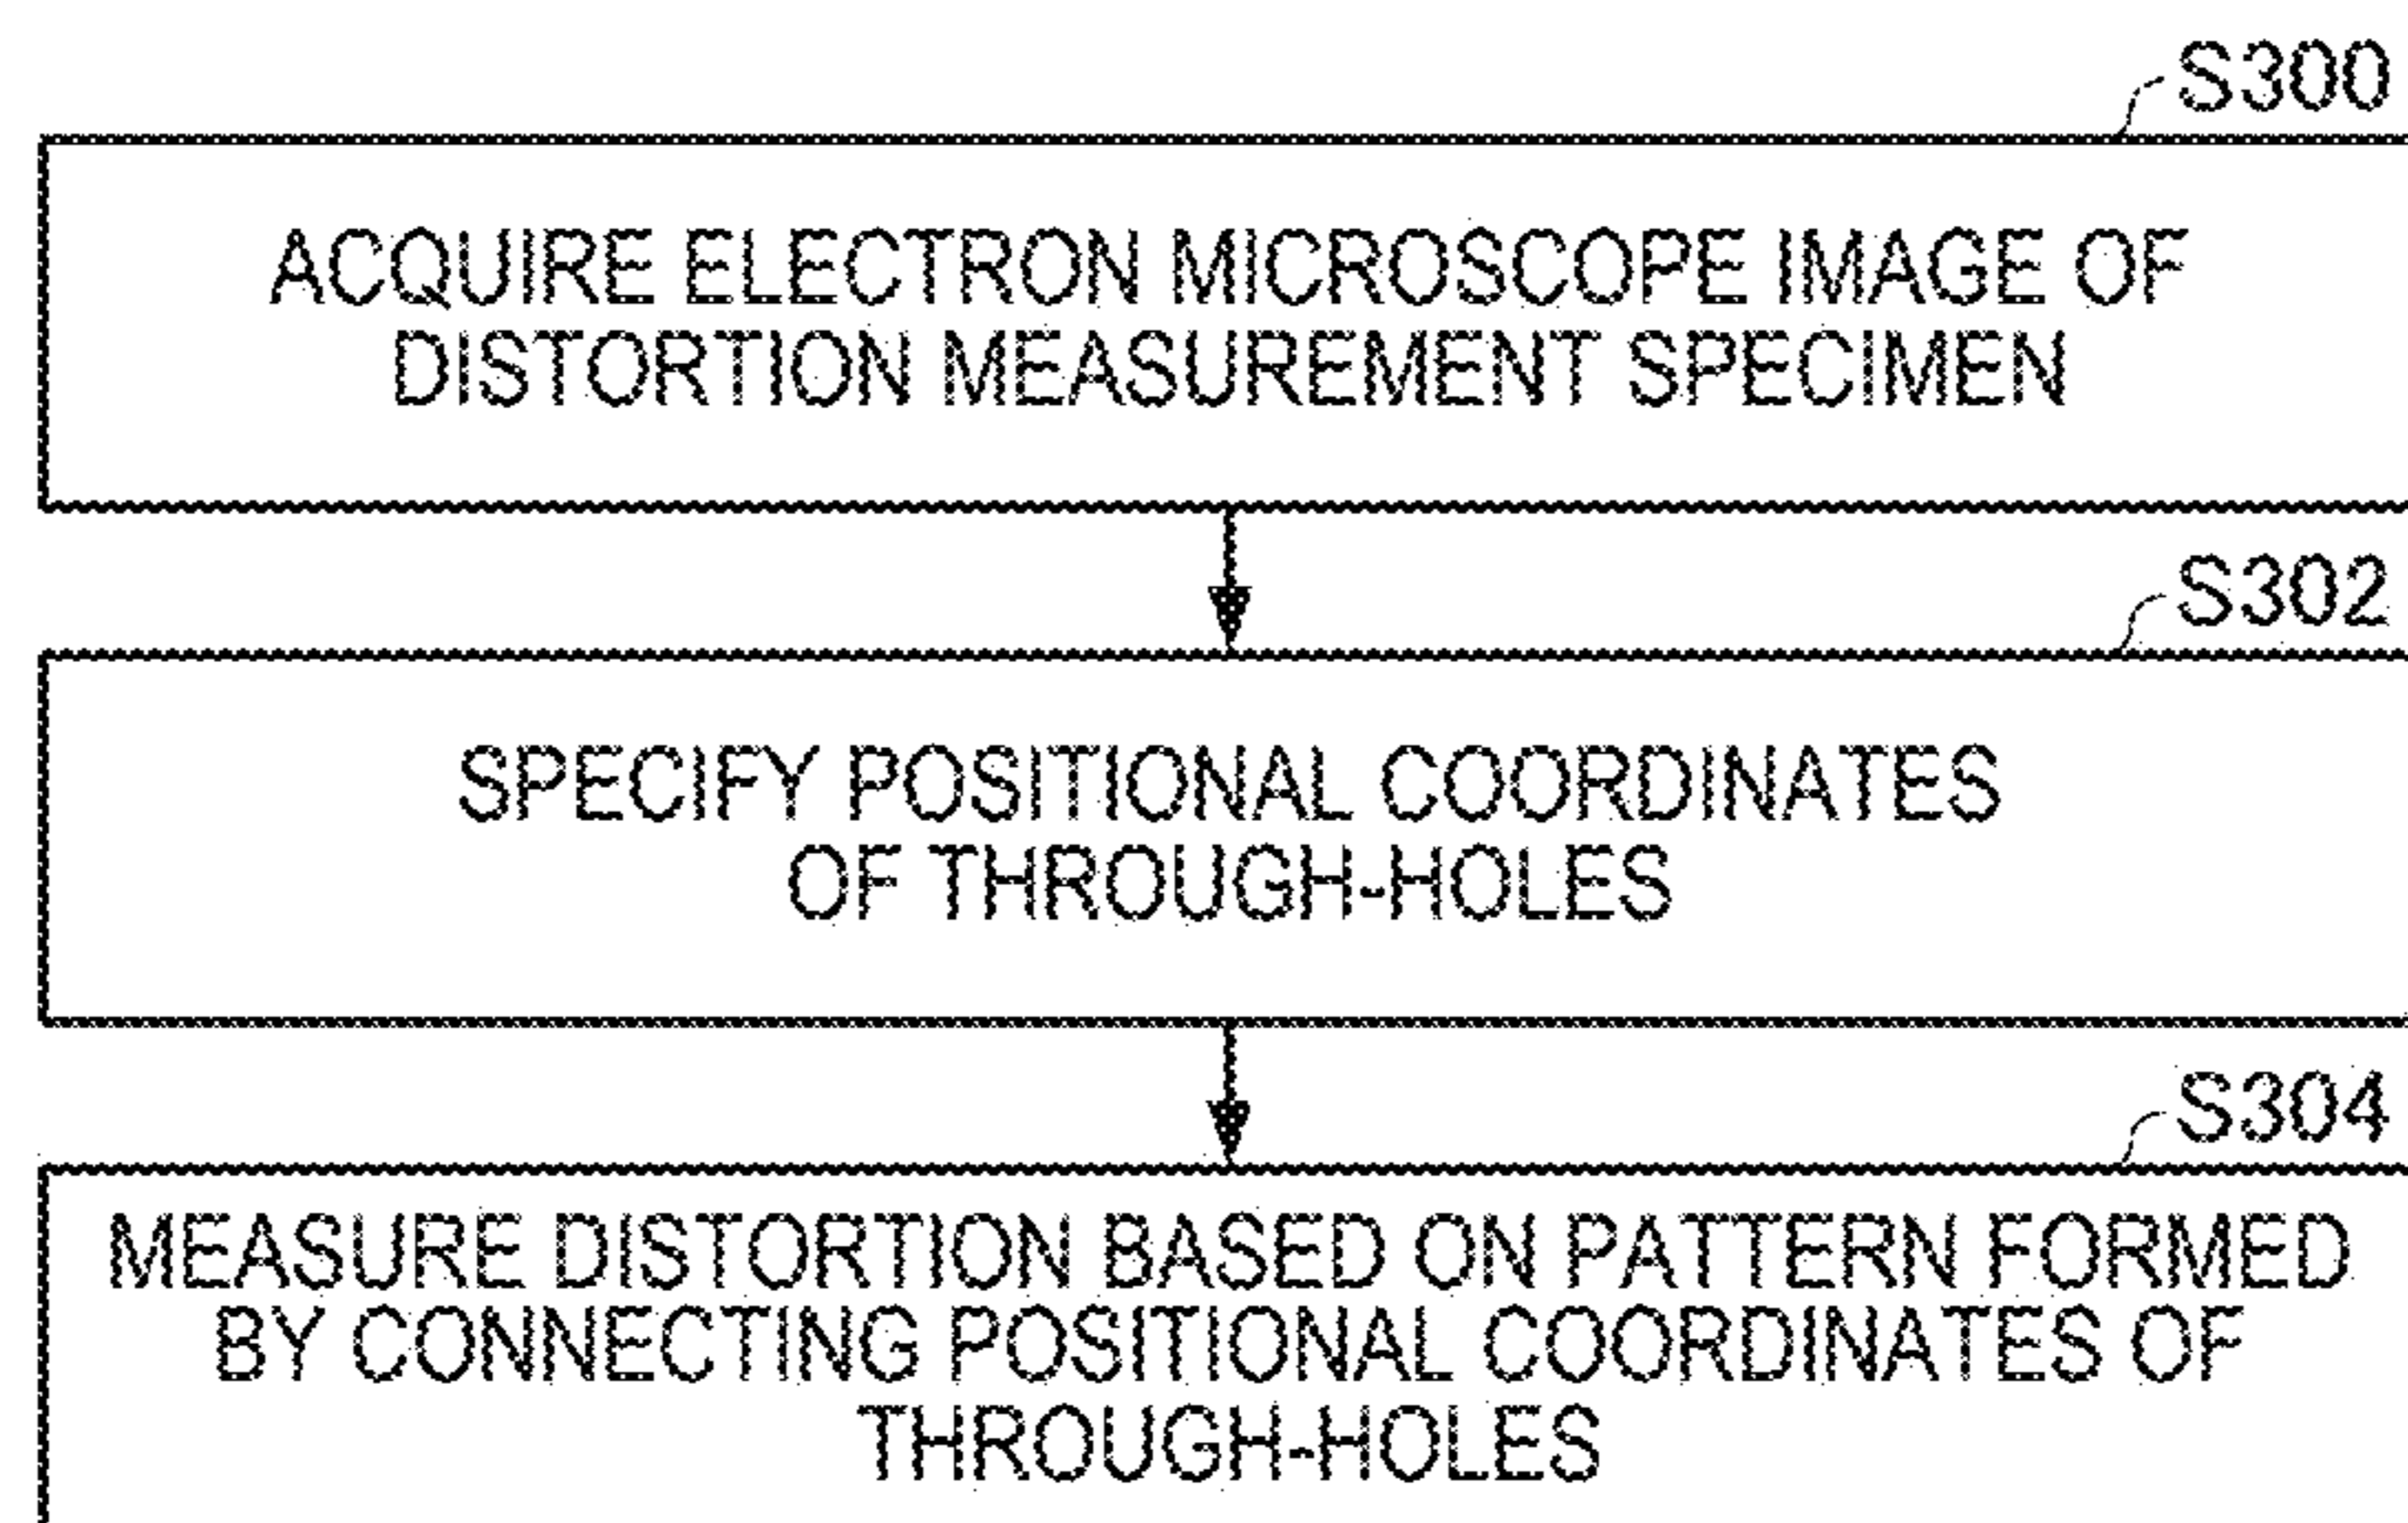 S300
ACQUIRE ELECTRON MICROSCOPE IMAGE OF
DISTORTION MEASUREMENT SPECIMEN
S302
SPECIFY POSITIONAL COORDINATES
OF THROUGH-HOLES
S304
MEASURE DISTORTION BASED ON PATTERN FORMED
BY CONNECTING POSITIONAL COORDINATES OF
THROUGH-HOLES